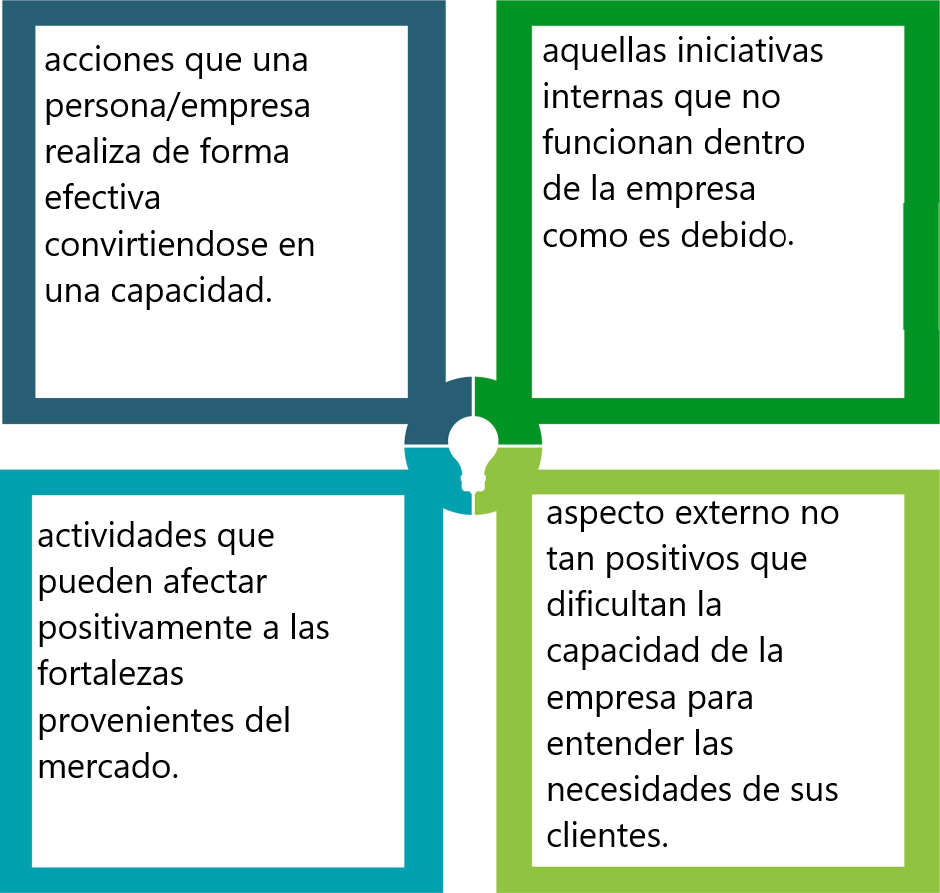 acciones que una
persona/empresa
realiza de forma
efectiva
convirtiendose en
una capacidad.
aquellas iniciativas
internas que no
funcionan dentro
de la empresa
como es debido.
actividades que
pueden afectar
positivamente a las
fortalezas
provenientes del
mercado.
aspecto externo no
tan positivos que
dificultan la
capacidad de la
empresa para
entender las
necesidades de sus
clientes.